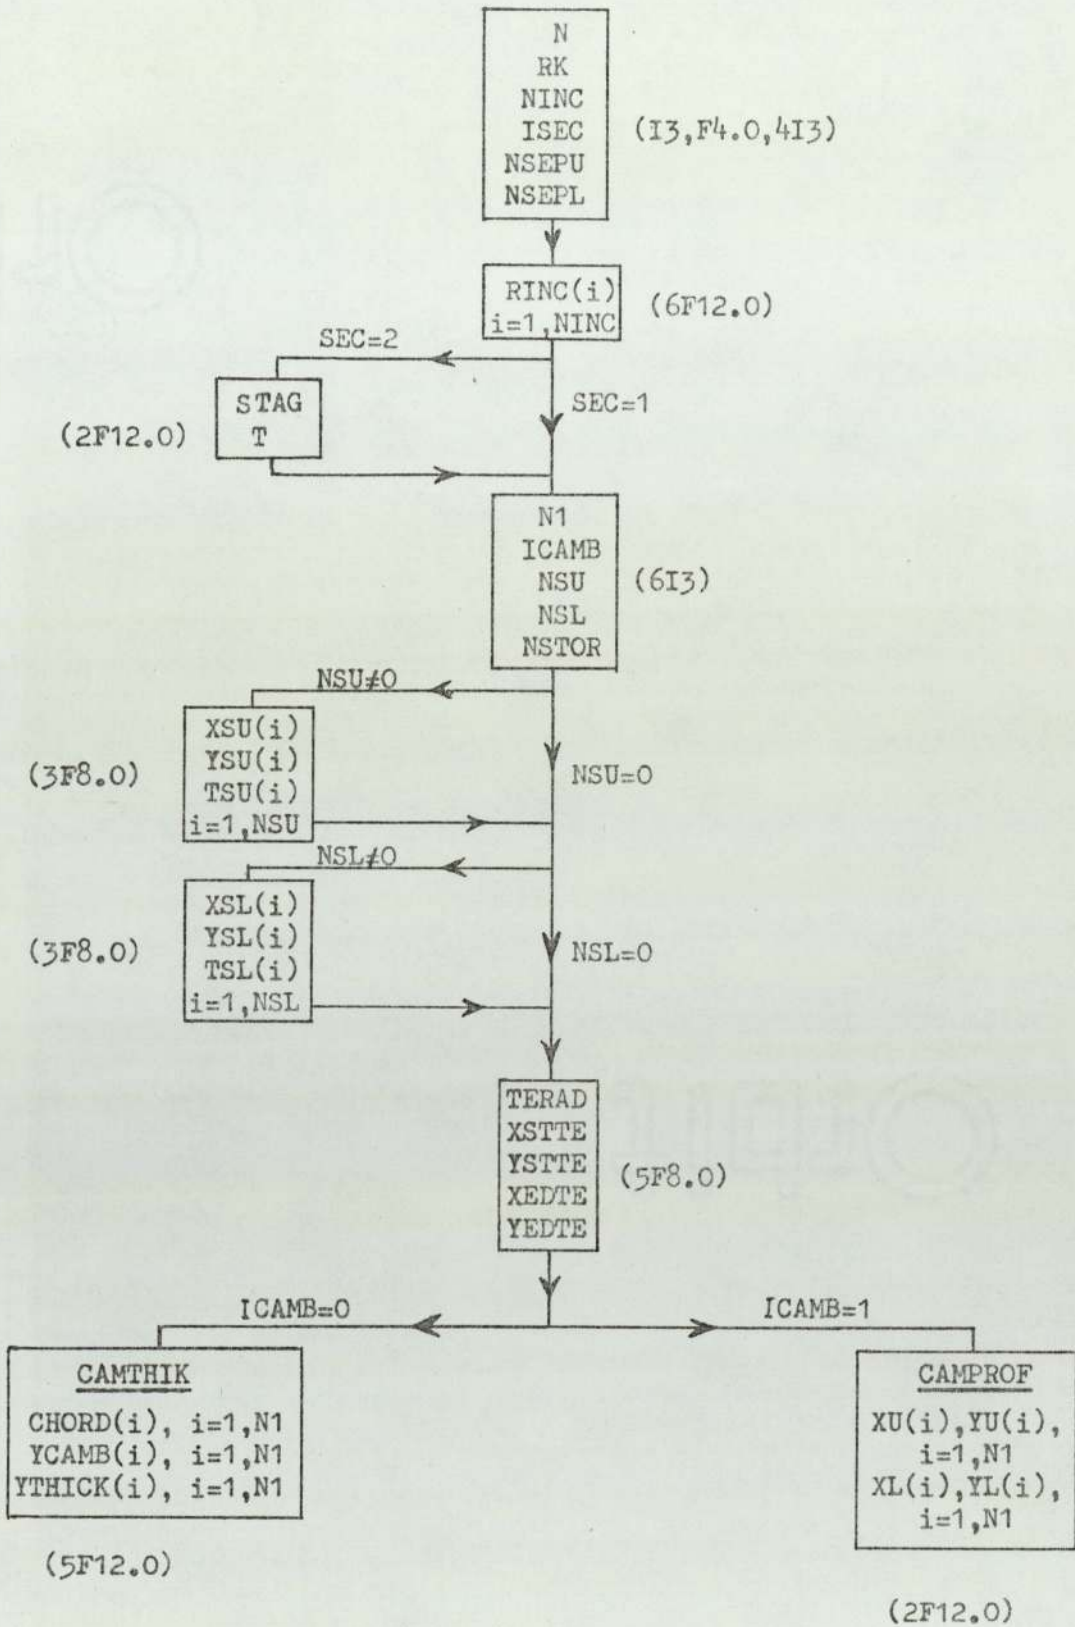 N
RK
NINC
ISEC
NSEPU
NSEPL
(I3,F4.0,4I3)
RINC(i)
i=1,NINC
(6F12.0)
SEC=2
STAG
T
(2F12.0)
SEC=1
N1
ICAMB
NSU
NSL
NSTOR
(6I3)
NSU≠0
XSU(i)
YSU(i)
TSU(i)
i=1,NSU
(3F8.0)
NSU=0
NSL≠0
XSL(i)
YSL(i)
TSL(i)
i=1,NSL
(3F8.0)
NSL=0
TERAD
XSTTE
YSTTE
XEDTE
YEDTE
(5F8.0)
ICAMB=0
ICAMB=1
CAMTHIK
CHORD(i), i=1,N1
YCAMB(i), i=1,N1
YTHICK(i), i=1,N1
(5F12.0)
CAMPROF
XU(i),YU(i),
i=1,N1
XL(i),YL(i),
i=1,N1
(2F12.0)